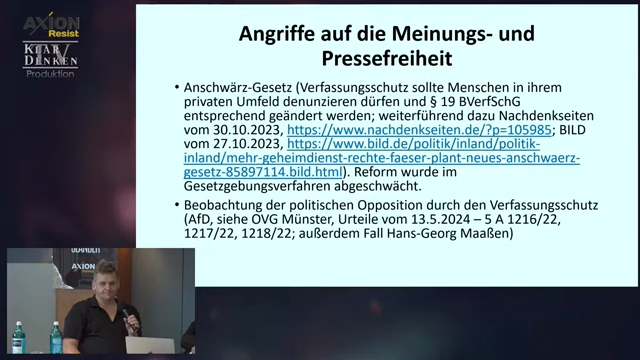 AXION
Resist
KLAR
DENKEN
TV
Produktion
Angriffe auf die Meinungs- und
Pressefreiheit
• Anschwärz-Gesetz (Verfassungsschutz sollte Menschen in ihrem
privaten Umfeld denunzieren dürfen und § 19 BVerfSchG
entsprechend geändert werden; weiterführend dazu Nachdenkseiten
vom 30.10.2023, https://www.nachdenkseiten.de/?p=105985; BILD
vom 27.10.2023, https://www.bild.de/politik/inland/politik-
inland/mehr-geheimdienst-rechte-faeser-plant-neues-anschwaerz-
gesetz-85897114.bild.html). Reform wurde im
Gesetzgebungsverfahren abgeschwächt.
• Beobachtung der politischen Opposition durch den Verfassungsschutz
(AfD, siehe OVG Münster, Urteile vom 13.5.2024 – 5 A 1216/22,
1217/22, 1218/22; außerdem Fall Hans-Georg Maaßen)
AXION